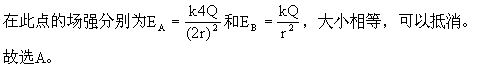 在此点的场强分别为E_A = k4Q/(2r)²和E_B = kQ/r²，大小相等，可以抵消。
故选A。